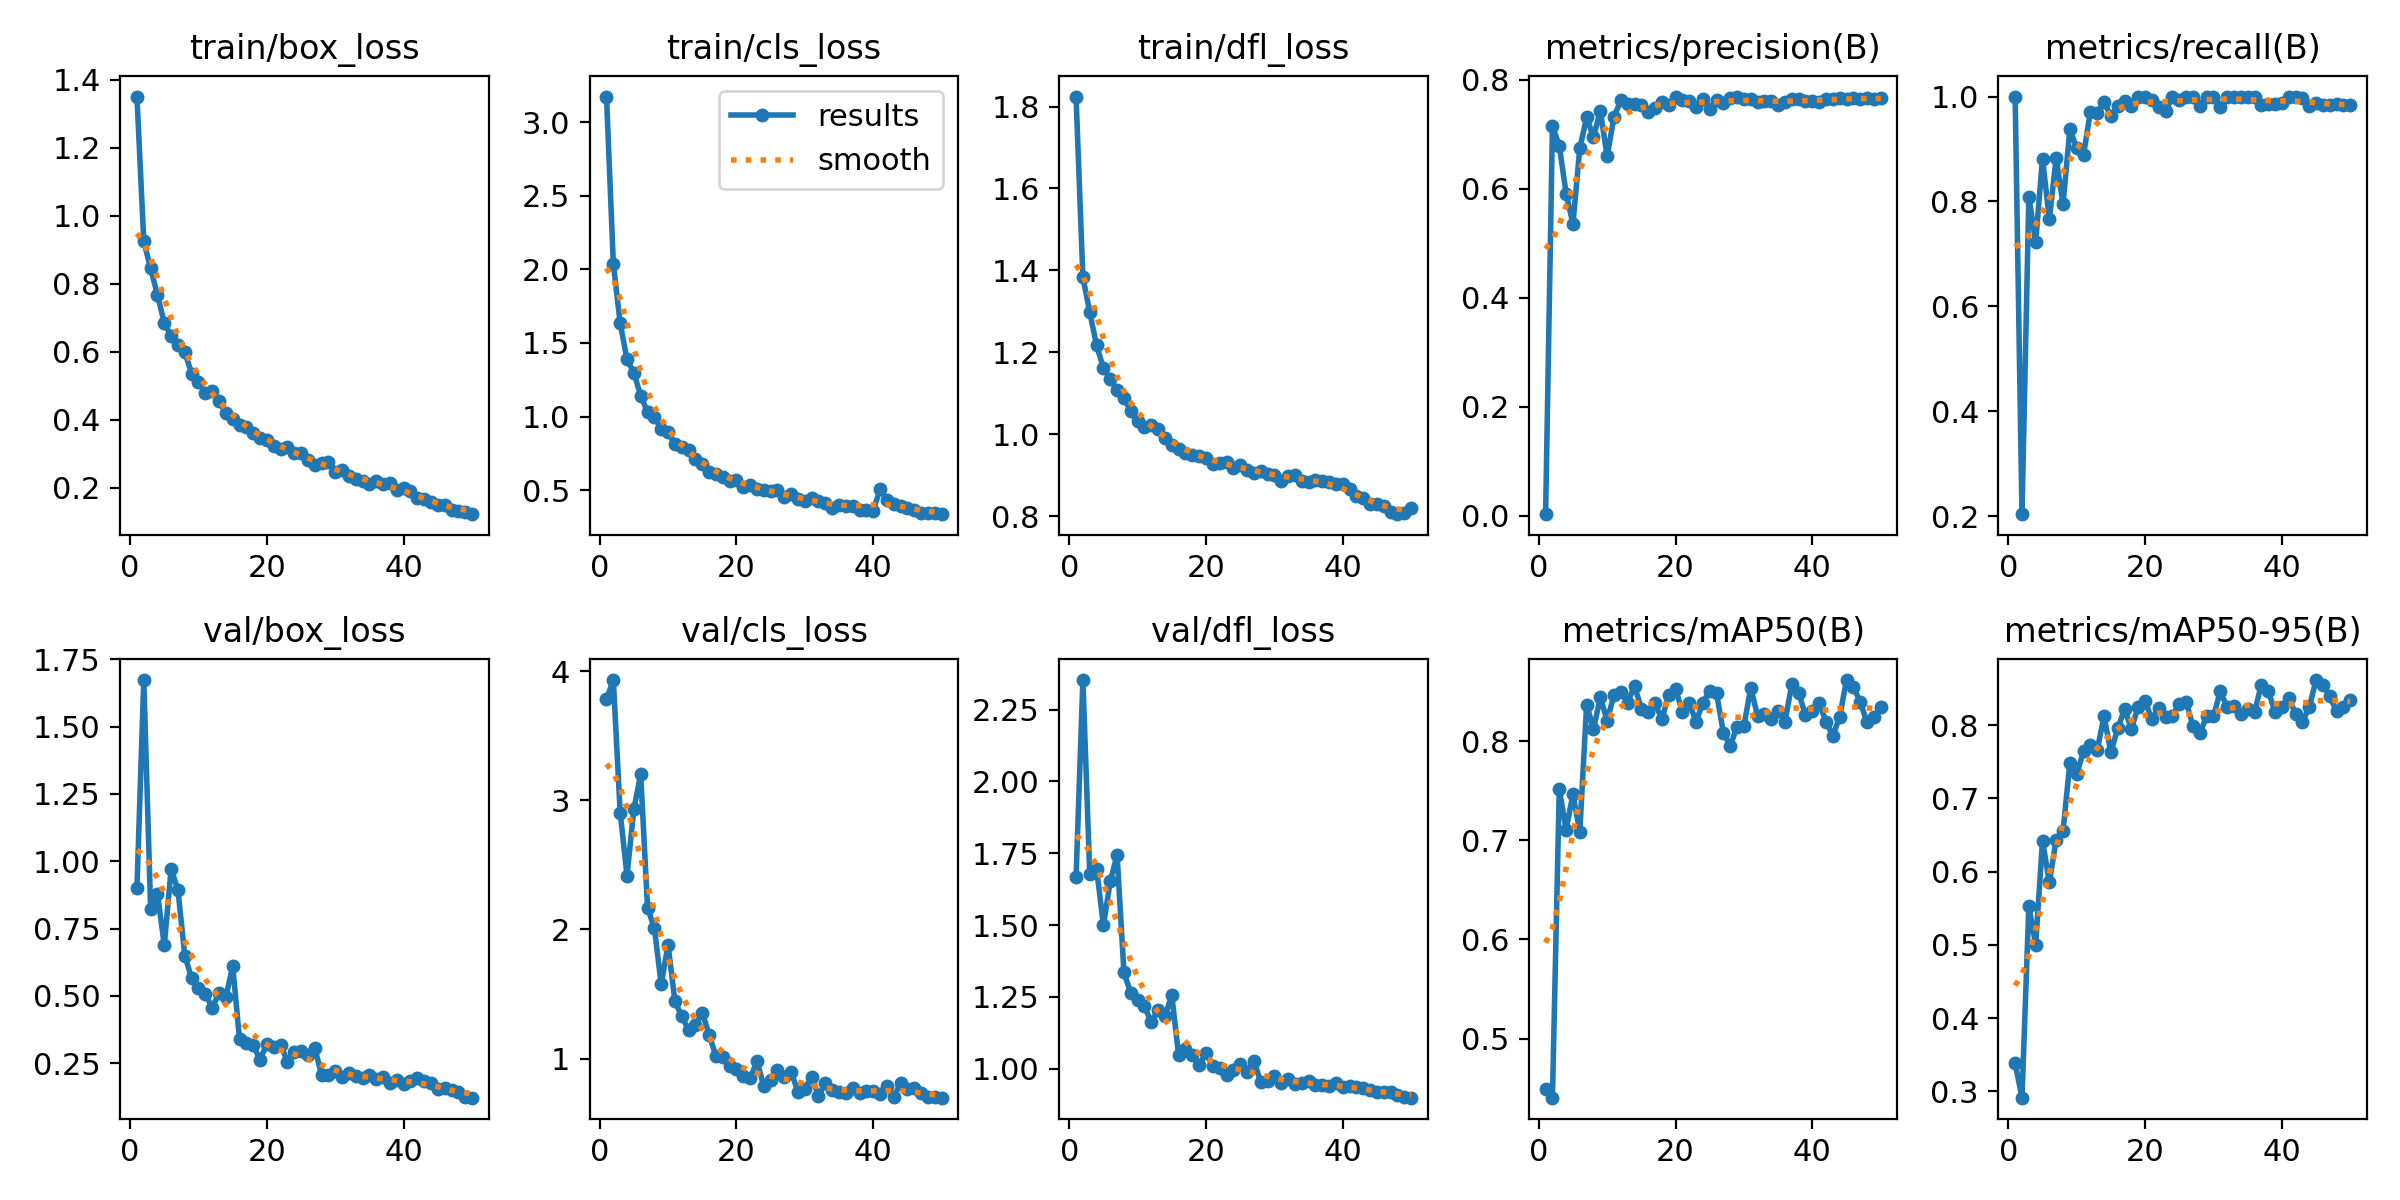 train/box_loss
1.4
1.2
1.0
0.8
0.6
0.4
0.2
0 20 40
train/cls_loss
results
smooth
3.0
2.5
2.0
1.5
1.0
0.5
0 20 40
train/dfl_loss
1.8
1.6
1.4
1.2
1.0
0.8
0 20 40
metrics/precision(B)
0.8
0.6
0.4
0.2
0.0
0 20 40
metrics/recall(B)
1.0
0.8
0.6
0.4
0.2
0 20 40
val/box_loss
1.75
1.50
1.25
1.00
0.75
0.50
0.25
0 20 40
val/cls_loss
4
3
2
1
0 20 40
val/dfl_loss
2.25
2.00
1.75
1.50
1.25
1.00
0 20 40
metrics/mAP50(B)
0.8
0.7
0.6
0.5
0 20 40
metrics/mAP50-95(B)
0.8
0.7
0.6
0.5
0.4
0.3
0 20 40